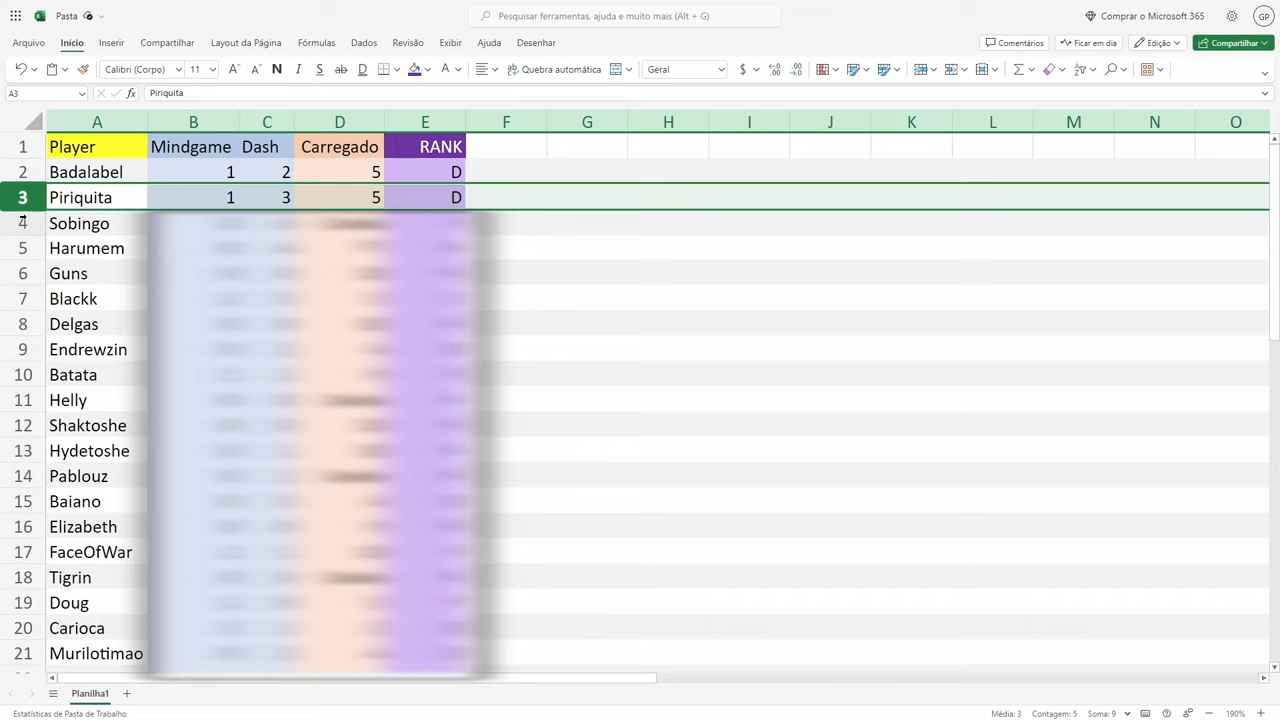 Pasta
Pesquisar ferramentas, ajuda e muito mais (Alt + G)
Comprar o Microsoft 365
GP
Arquivo Início Inserir Compartilhar Layout da Página Fórmulas Dados Revisão Exibir Ajuda Desenhar
Comentários Ficar em dia Edição Compartilhar
Calibri (Corpo) 11 N I S ab D A Quebra automática Geral $
A3 fx Piriquita
A B C D E F G H I J K L M N O
1 Player Mindgame Dash Carregado RANK
2 Badalabel 1 2 5 D
3 Piriquita 1 3 5 D
4 Sobingo
5 Harumem
6 Guns
7 Blackk
8 Delgas
9 Endrewzin
10 Batata
11 Helly
12 Shaktoshe
13 Hydetoshe
14 Pablouz
15 Baiano
16 Elizabeth
17 FaceOfWar
18 Tigrin
19 Doug
20 Carioca
21 Murilotimao
Planilha1
Estatísticas de Pasta de Trabalho Média: 3 Contagem: 5 Soma: 9 190%